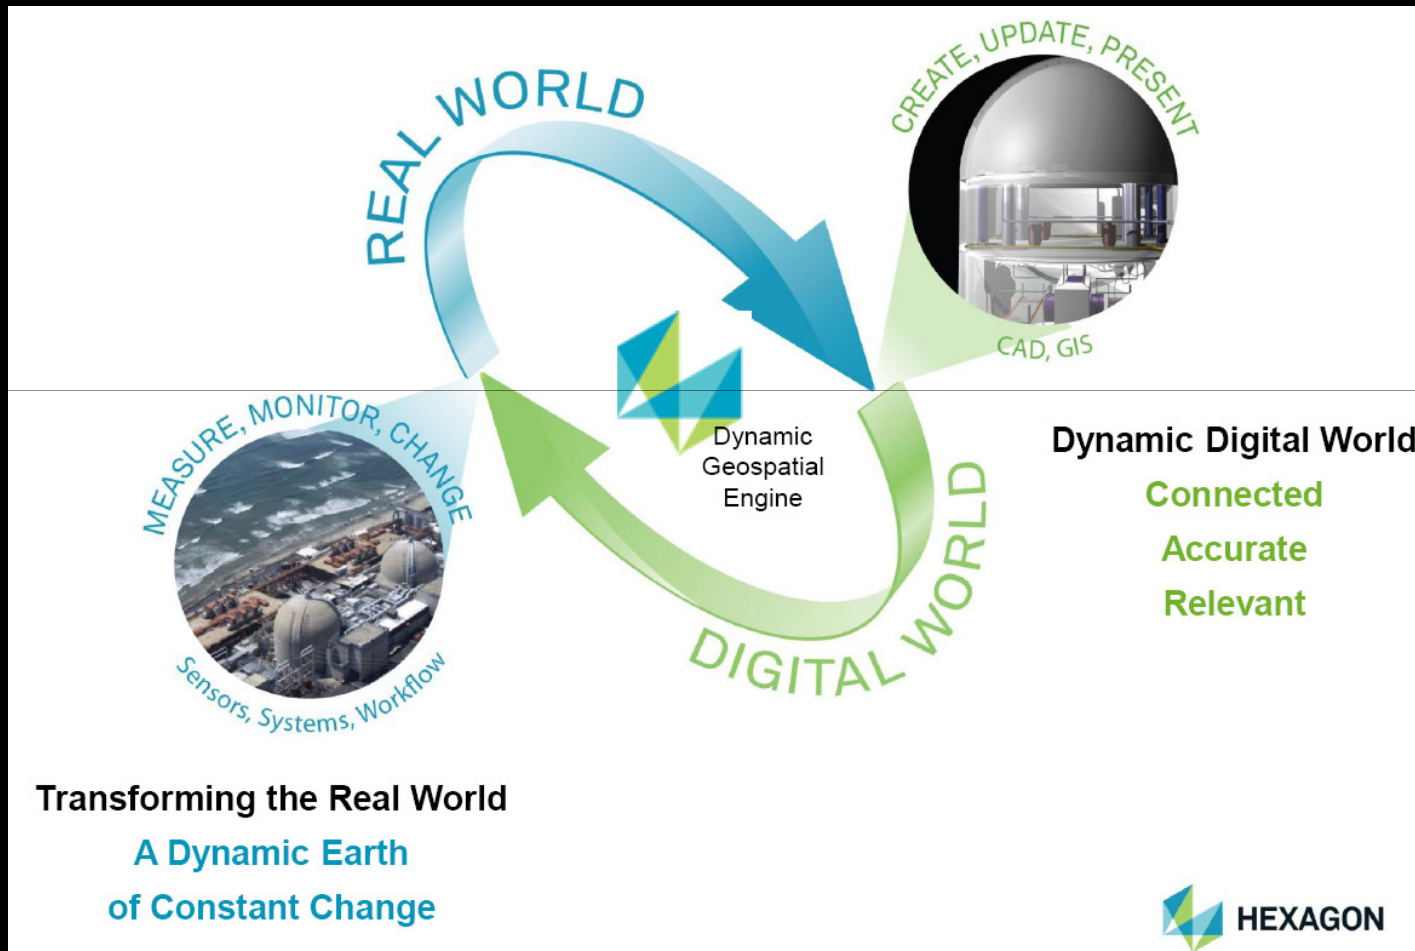 REAL WORLD
CREATE, UPDATE, PRESENT
CAD, GIS
MEASURE, MONITOR, CHANGE
Sensors, Systems, Workflow
Dynamic
Geospatial
Engine
DIGITAL WORLD
Dynamic Digital World
Connected
Accurate
Relevant
Transforming the Real World
A Dynamic Earth
of Constant Change
HEXAGON